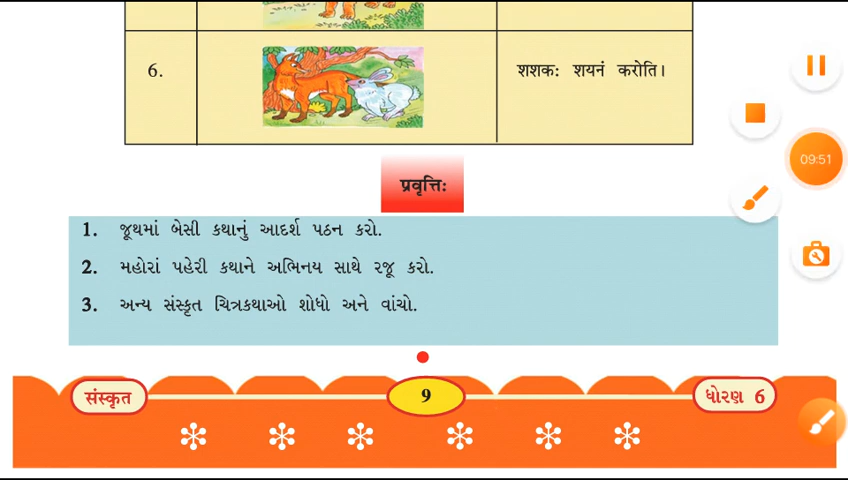 6.
शशकः शयनं करोति।
09:51
प्रवृत्तिः
1. જૂથમાં બેસી કથાનું આદર્શ પઠન કરો.
2. મહોરાં પહેરી કથાને અભિનય સાથે રજૂ કરો.
3. અન્ય સંસ્કૃત ચિત્રકથાઓ શોધો અને વાંચો.
સંસ્કૃત
9
ધોરણ 6